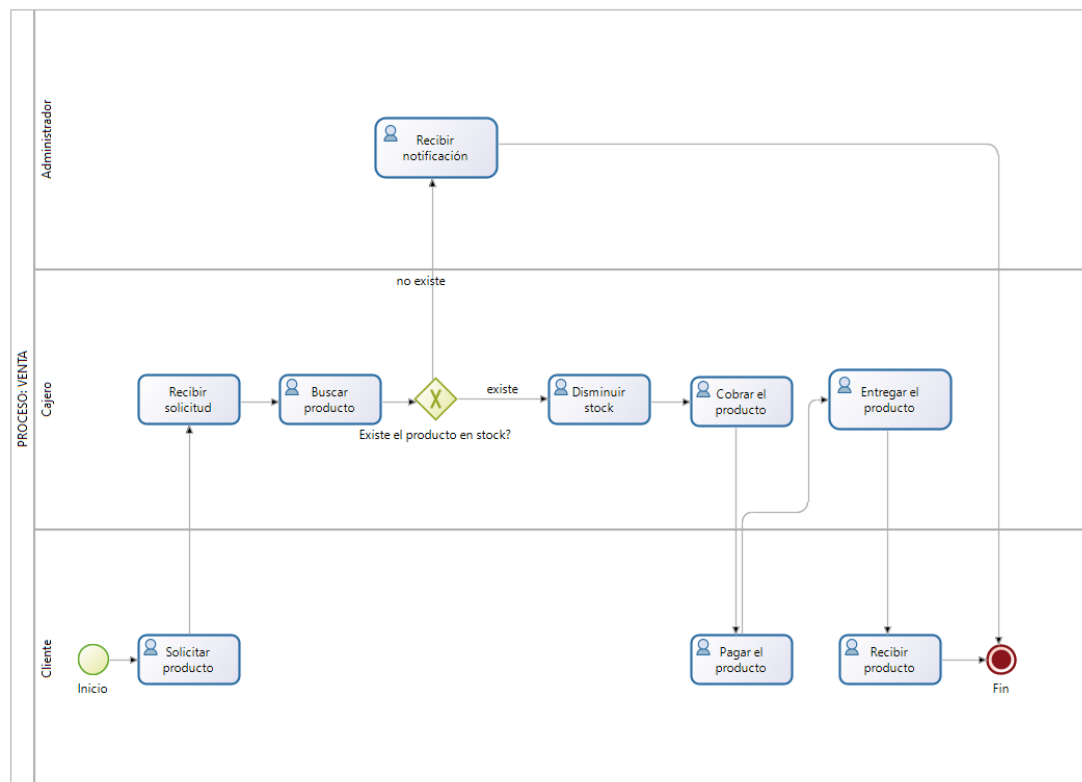 PROCESO: VENTA
Administrador
Recibir
notificación
no existe
Cajero
Recibir
solicitud
Buscar
producto
Existe el producto en stock?
existe
Disminuir
stock
Cobrar el
producto
Entregar el
producto
Cliente
Inicio
Solicitar
producto
Pagar el
producto
Recibir
producto
Fin